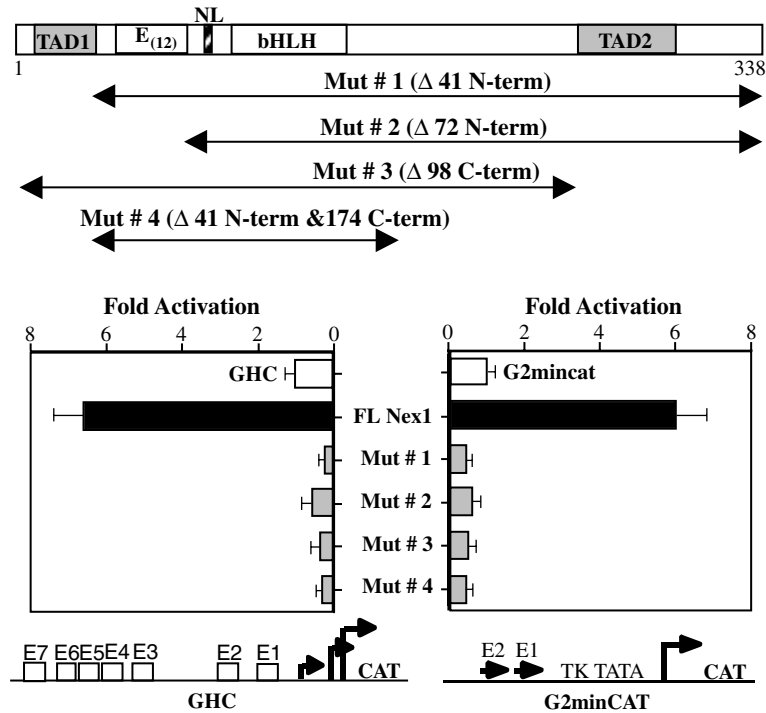 NL
TAD1 E(12) bHLH TAD2
1 338
Mut # 1 (Δ 41 N-term)
Mut # 2 (Δ 72 N-term)
Mut # 3 (Δ 98 C-term)
Mut # 4 (Δ 41 N-term &174 C-term)
Fold Activation Fold Activation
8 6 4 2 0 0 2 4 6 8
GHC G2mincat
FL Nex1
Mut # 1
Mut # 2
Mut # 3
Mut # 4
E7 E6 E5 E4 E3 E2 E1 CAT
E2 E1 TK TATA CAT
GHC G2minCAT